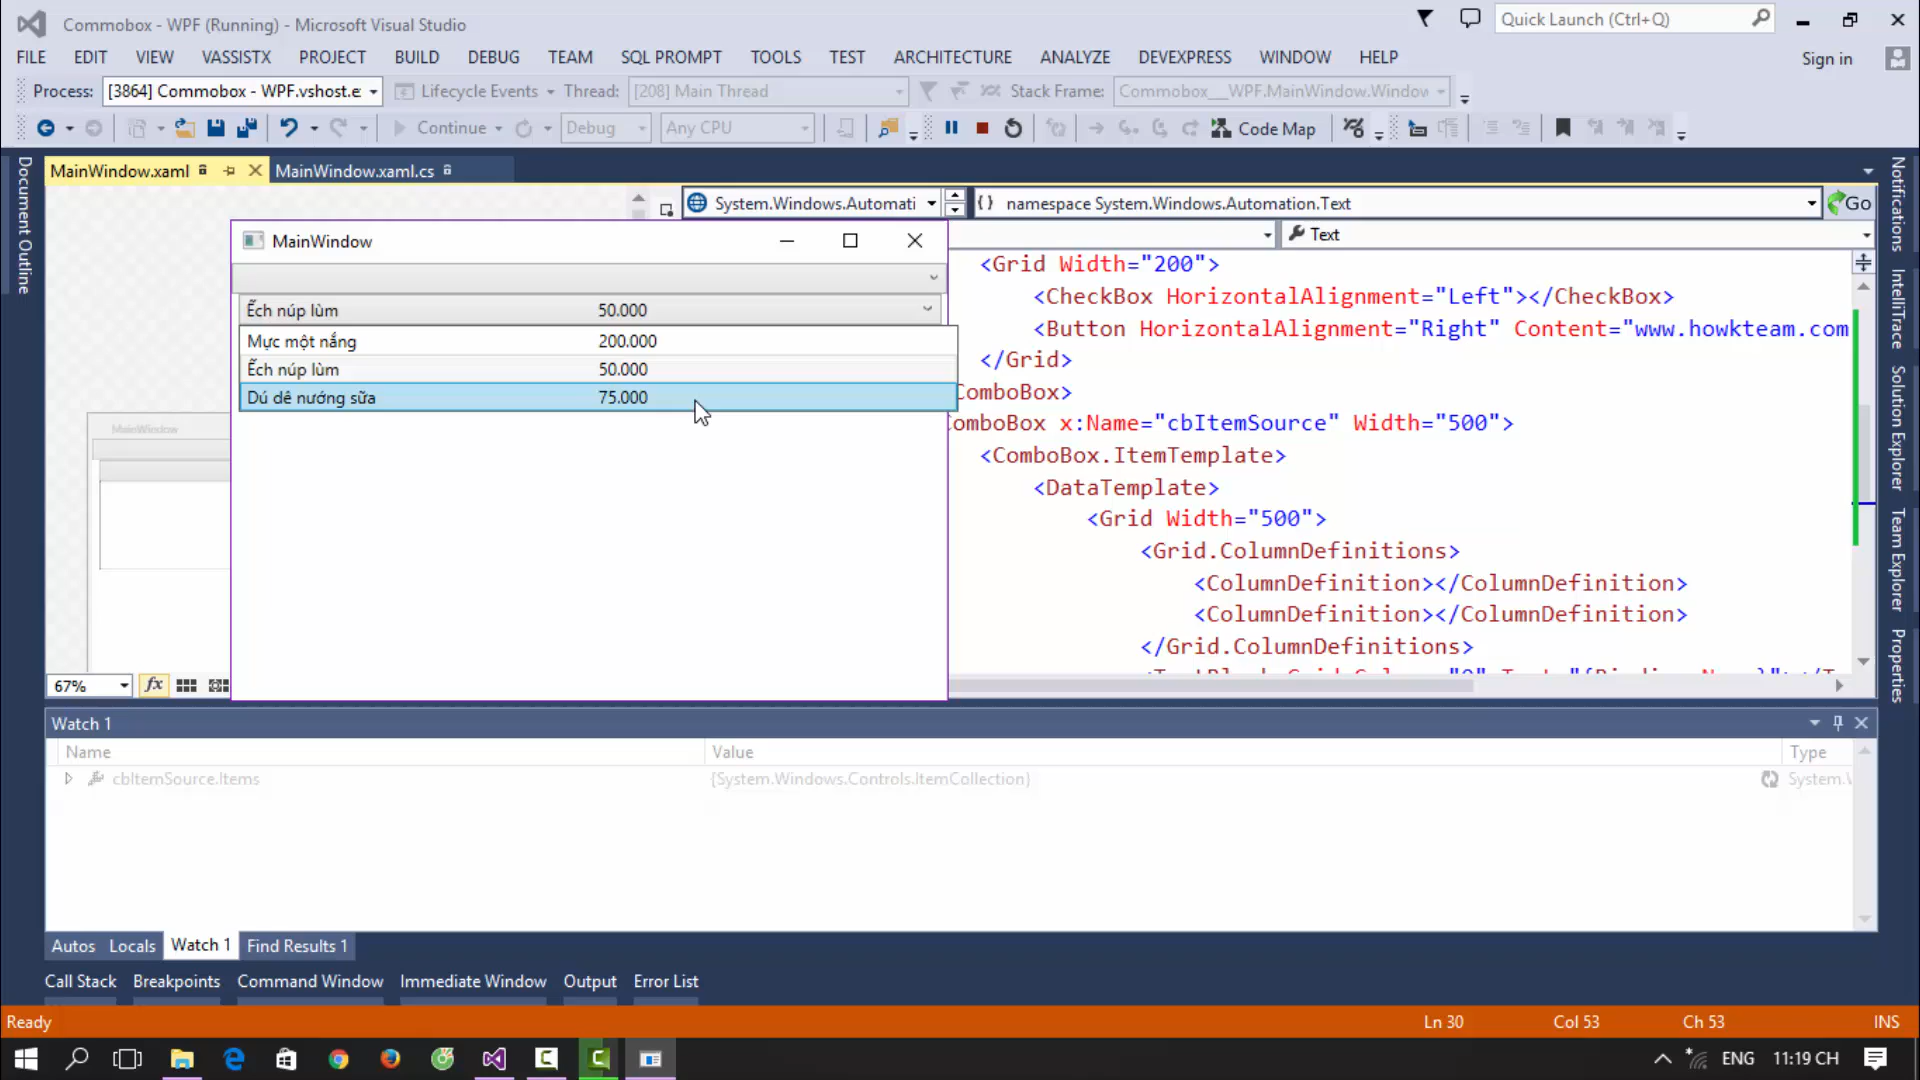 Commobox - WPF (Running) - Microsoft Visual Studio
Quick Launch (Ctrl+Q)
FILE EDIT VIEW VASSISTX PROJECT BUILD DEBUG TEAM SQL PROMPT TOOLS TEST ARCHITECTURE ANALYZE DEVEXPRESS WINDOW HELP
Sign in
Process: [3864] Commobox - WPF.vshost.e: Lifecycle Events Thread: [208] Main Thread Stack Frame: Commobox___WPF.MainWindow.Window
Continue Debug Any CPU Code Map
Document Outline
MainWindow.xaml MainWindow.xaml.cs
System.Windows.Automati {} namespace System.Windows.Automation.Text Go
Text
MainWindow
Ếch núp lùm 50.000
Mực một nắng 200.000
Ếch núp lùm 50.000
Dú dê nướng sữa 75.000
MainWindow
<Grid Width="200">
<CheckBox HorizontalAlignment="Left"></CheckBox>
<Button HorizontalAlignment="Right" Content="www.howkteam.com
</Grid>
ComboBox>
omboBox x:Name="cbItemSource" Width="500">
<ComboBox.ItemTemplate>
<DataTemplate>
<Grid Width="500">
<Grid.ColumnDefinitions>
<ColumnDefinition></ColumnDefinition>
<ColumnDefinition></ColumnDefinition>
</Grid.ColumnDefinitions>
Notifications
IntelliTrace
Solution Explorer
Team Explorer
Properties
67% fx
Watch 1
Name Value Type
cbItemSource.Items {System.Windows.Controls.ItemCollection} System.
Autos Locals Watch 1 Find Results 1
Call Stack Breakpoints Command Window Immediate Window Output Error List
Ready Ln 30 Col 53 Ch 53 INS
ENG 11:19 CH